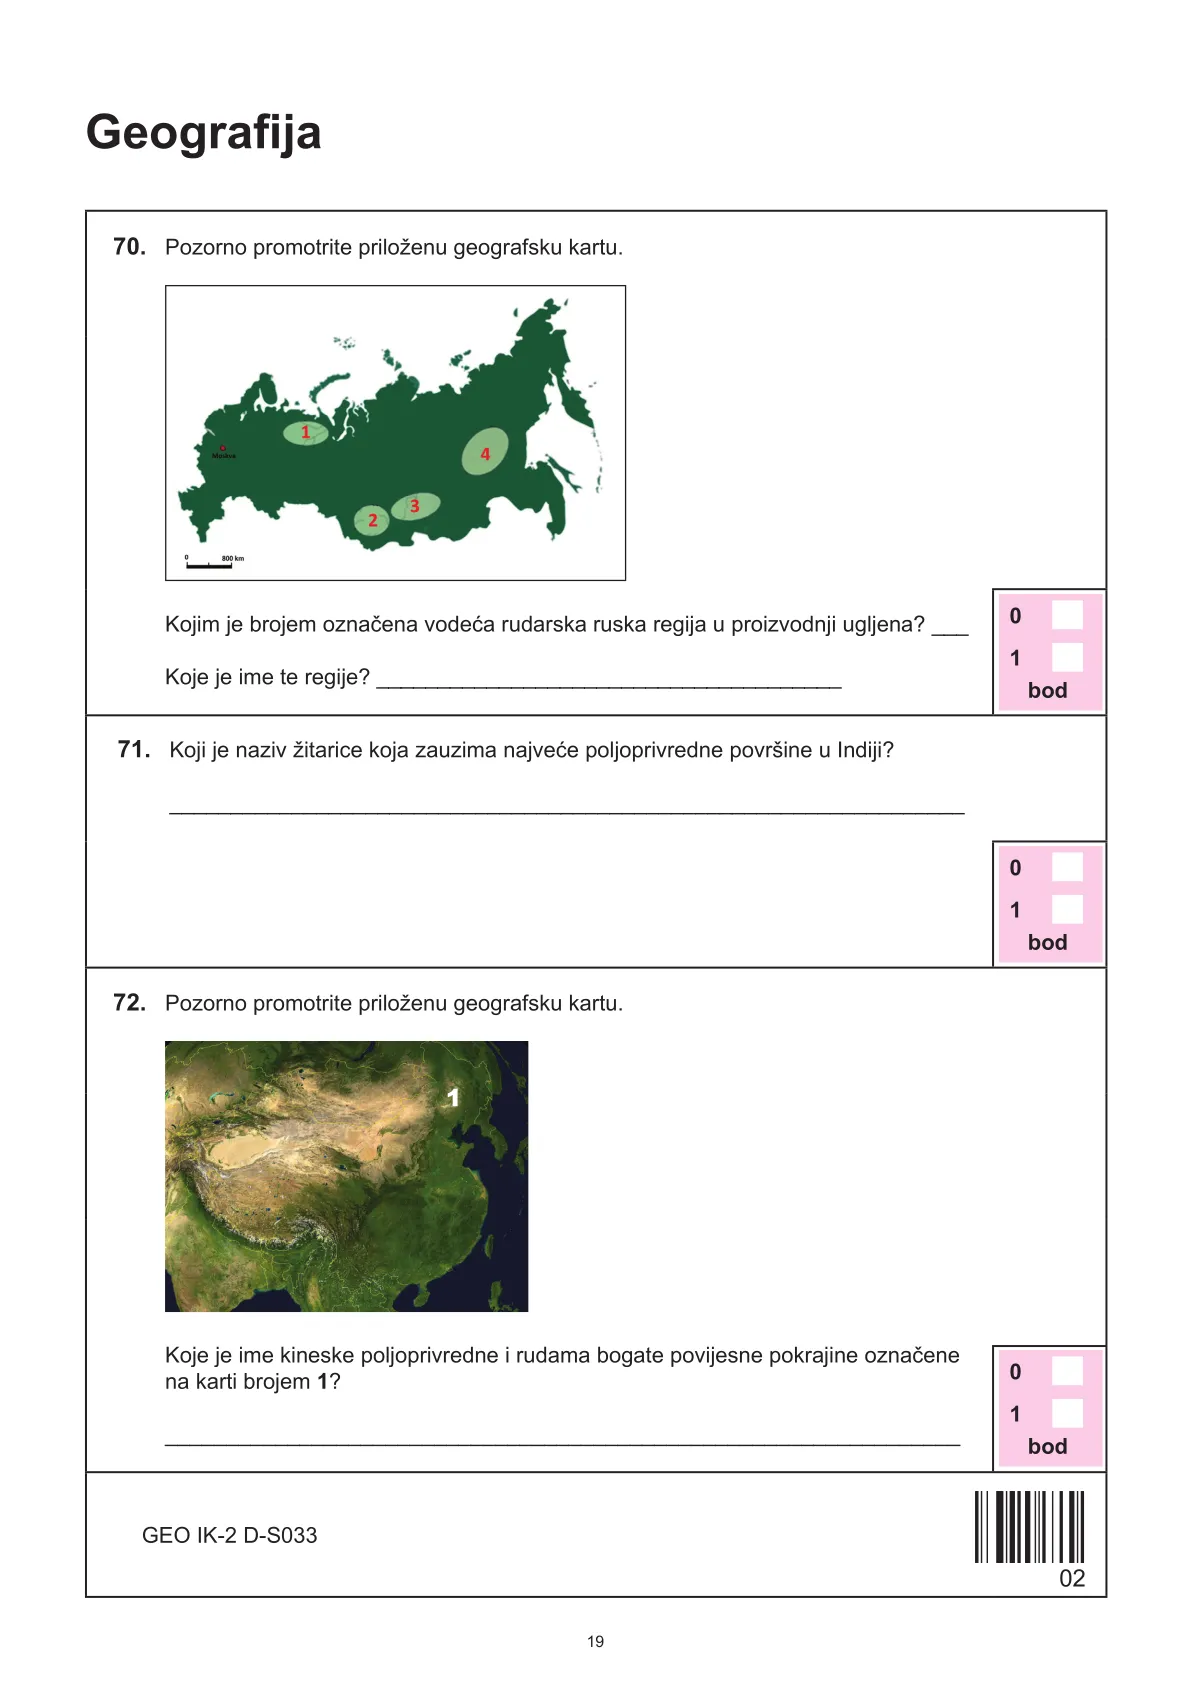 Geografija
70. Pozorno promotrite priloženu geografsku kartu.
1
4
Moskva
3
2
0 800 km
Kojim je brojem označena vodeća rudarska ruska regija u proizvodnji ugljena? ___
Koje je ime te regije? ______________________________________
0
1
bod
71. Koji je naziv žitarice koja zauzima najveće poljoprivredne površine u Indiji?
_________________________________________________________________
0
1
bod
72. Pozorno promotrite priloženu geografsku kartu.
1
Koje je ime kineske poljoprivredne i rudama bogate povijesne pokrajine označene
na karti brojem 1?
_________________________________________________________________
0
1
bod
GEO IK-2 D-S033
02
19